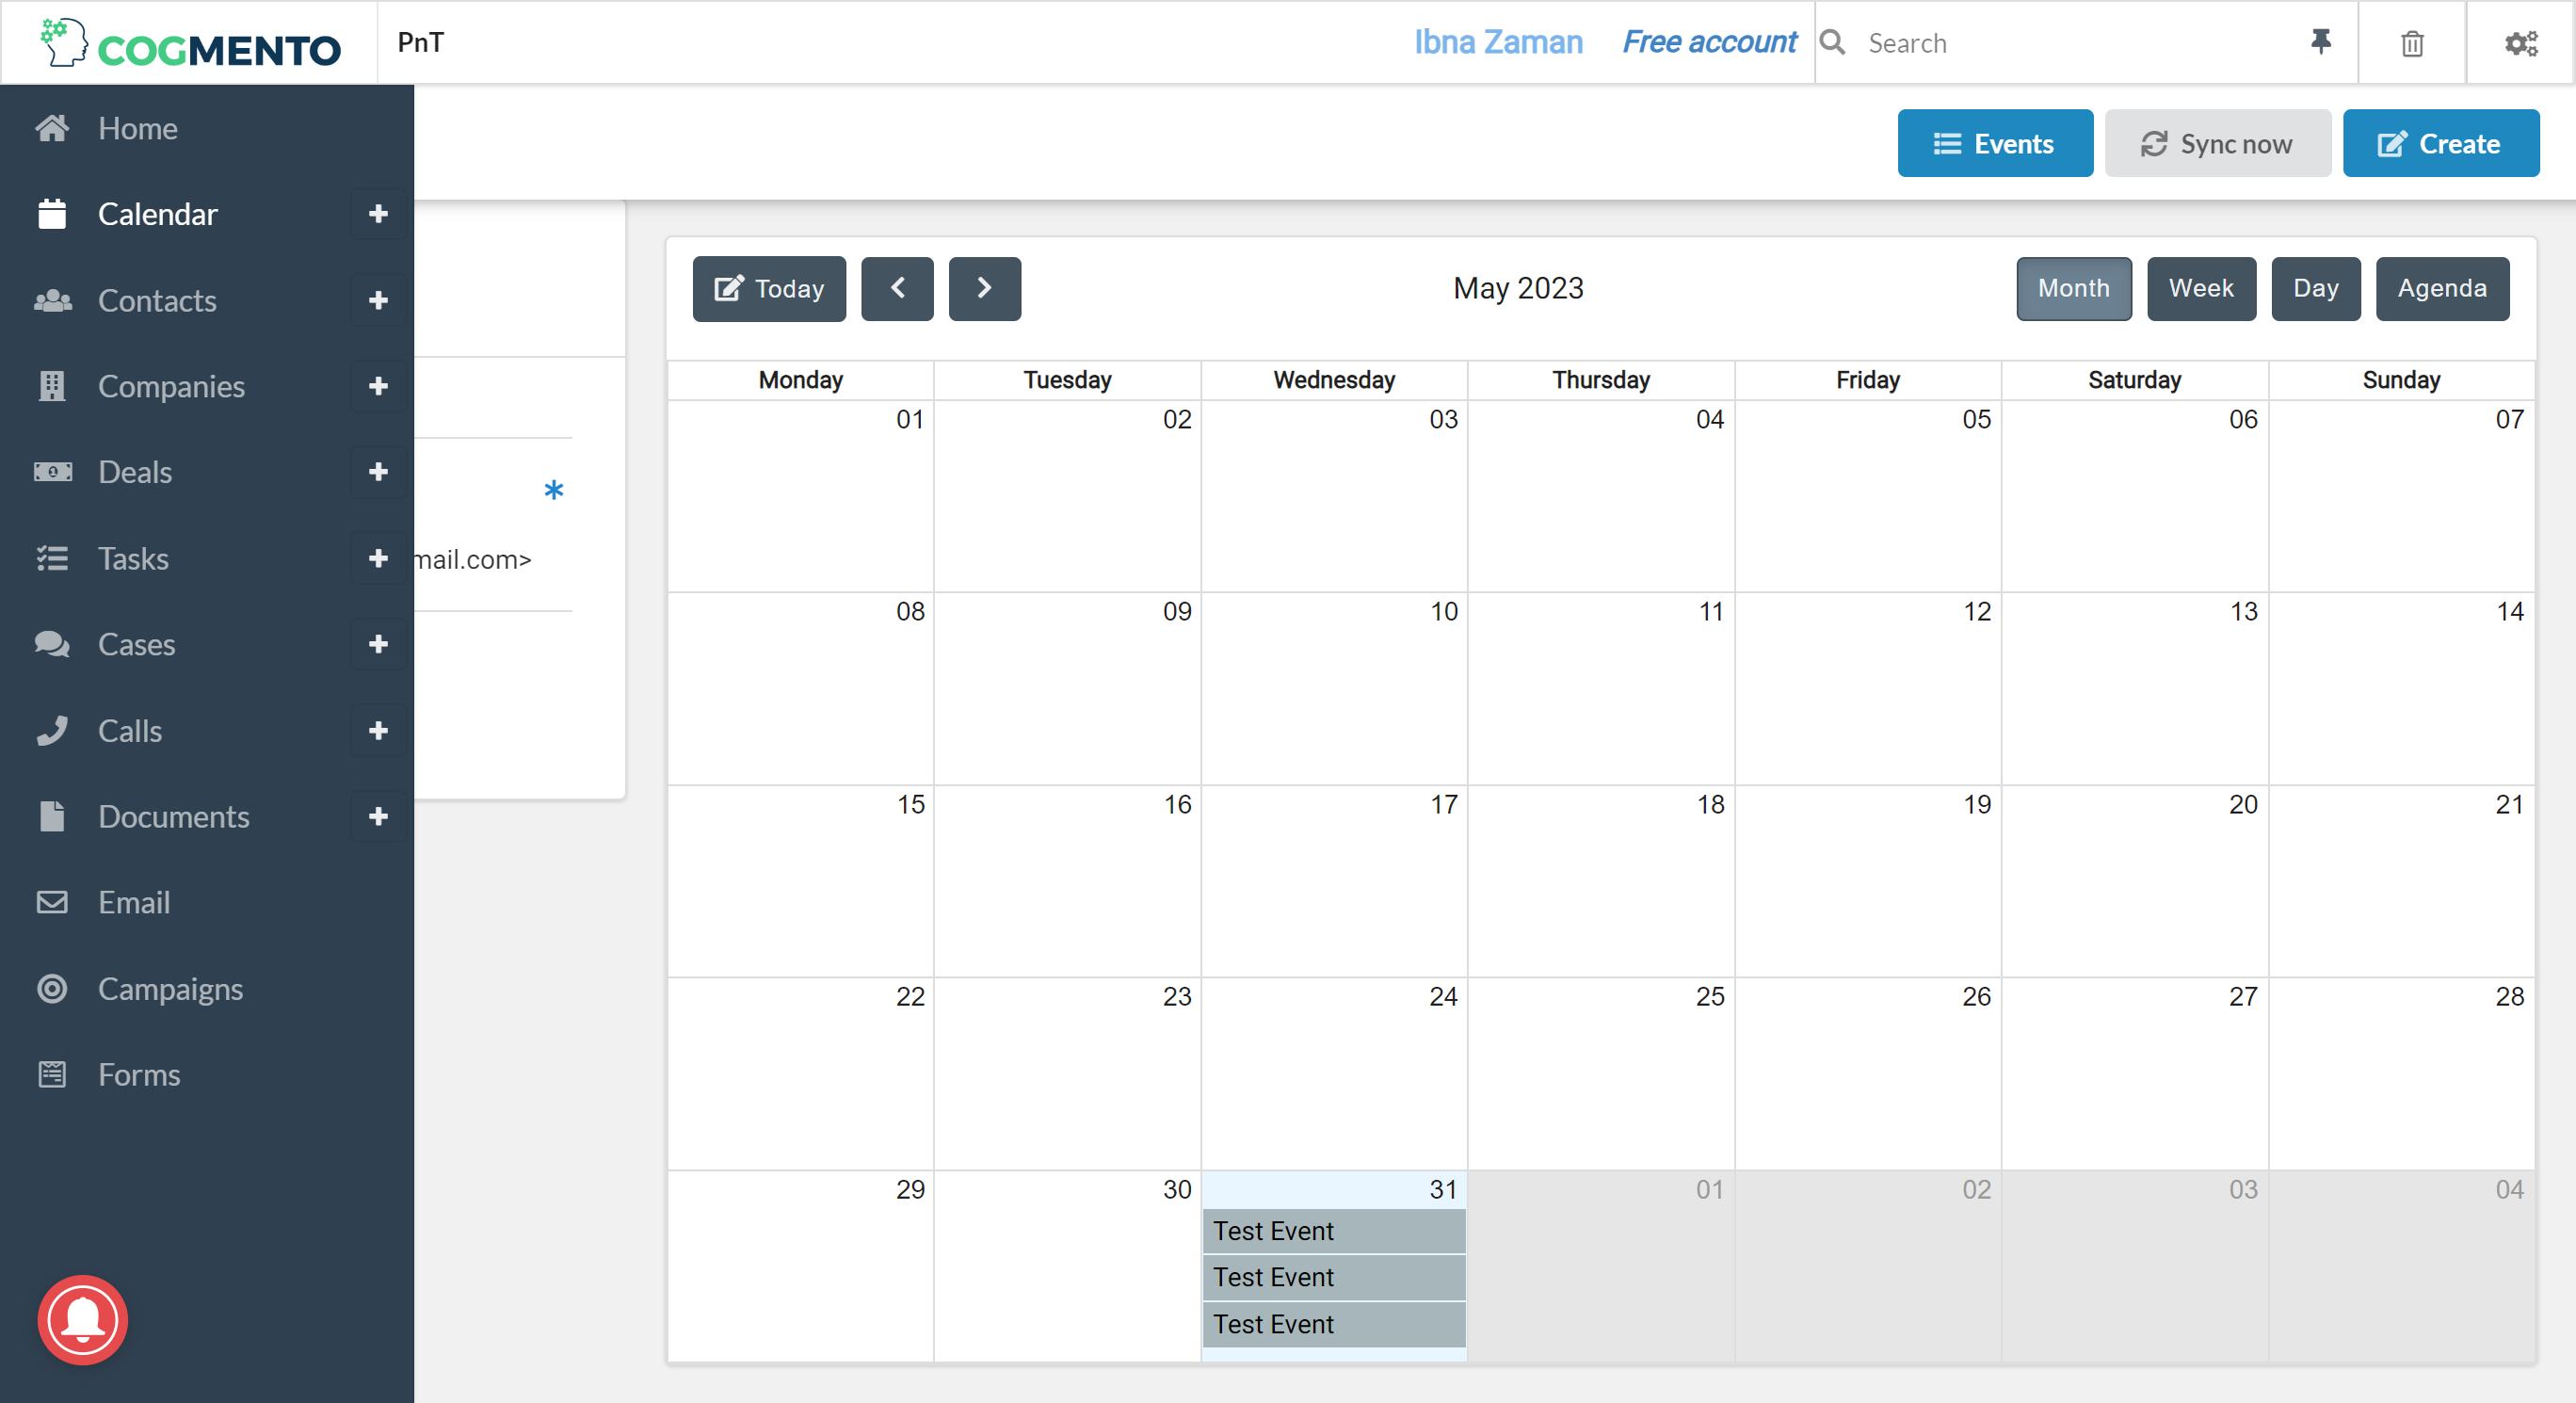 COGMENTO
PnT
Ibna Zaman
Free account
Search
Home
Calendar
Contacts
Companies
Deals
Tasks
Cases
Calls
Documents
Email
Campaigns
Forms
Events
Sync now
Create
mail.com>
Today
May 2023
Month
Week
Day
Agenda
Monday Tuesday Wednesday Thursday Friday Saturday Sunday
01 02 03 04 05 06 07
08 09 10 11 12 13 14
15 16 17 18 19 20 21
22 23 24 25 26 27 28
29 30 31 01 02 03 04
Test Event
Test Event
Test Event